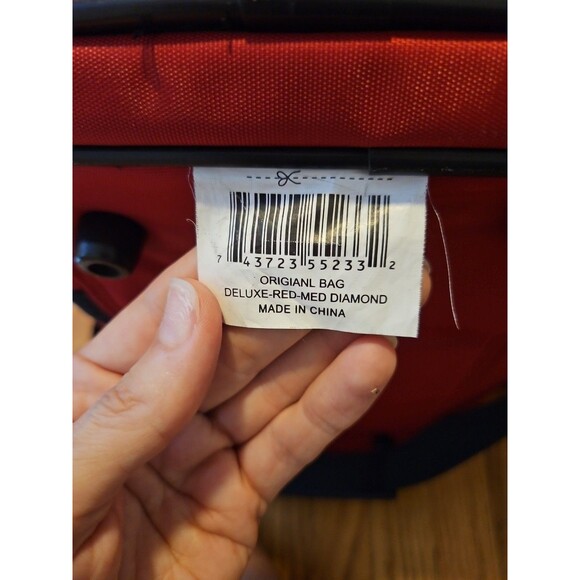 7 43723 55233 2
ORIGIANL BAG
DELUXE-RED-MED DIAMOND
MADE IN CHINA